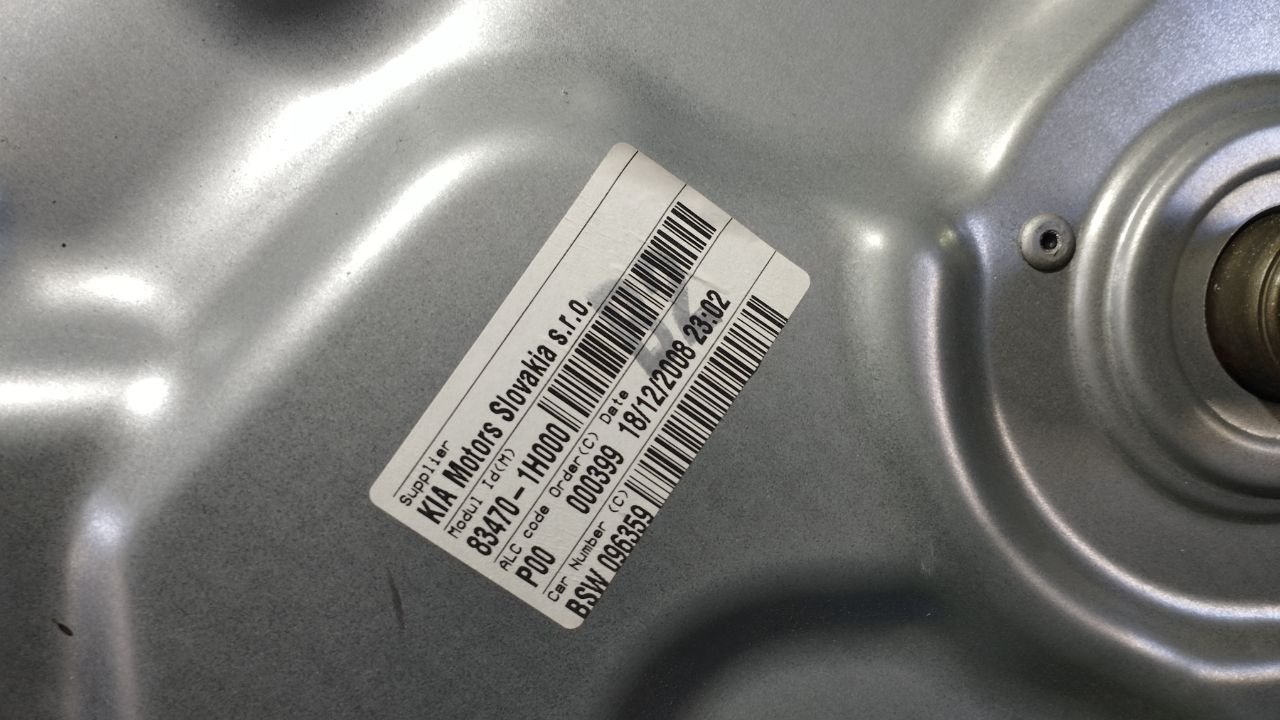 Supplier
KIA Motors Slovakia s.r.o.
Modul Id(M)
83470-1H000
ALC code Order(C) Date
P00 000399 18/12/2008 23:02
Car Number (C)
BSW 096359